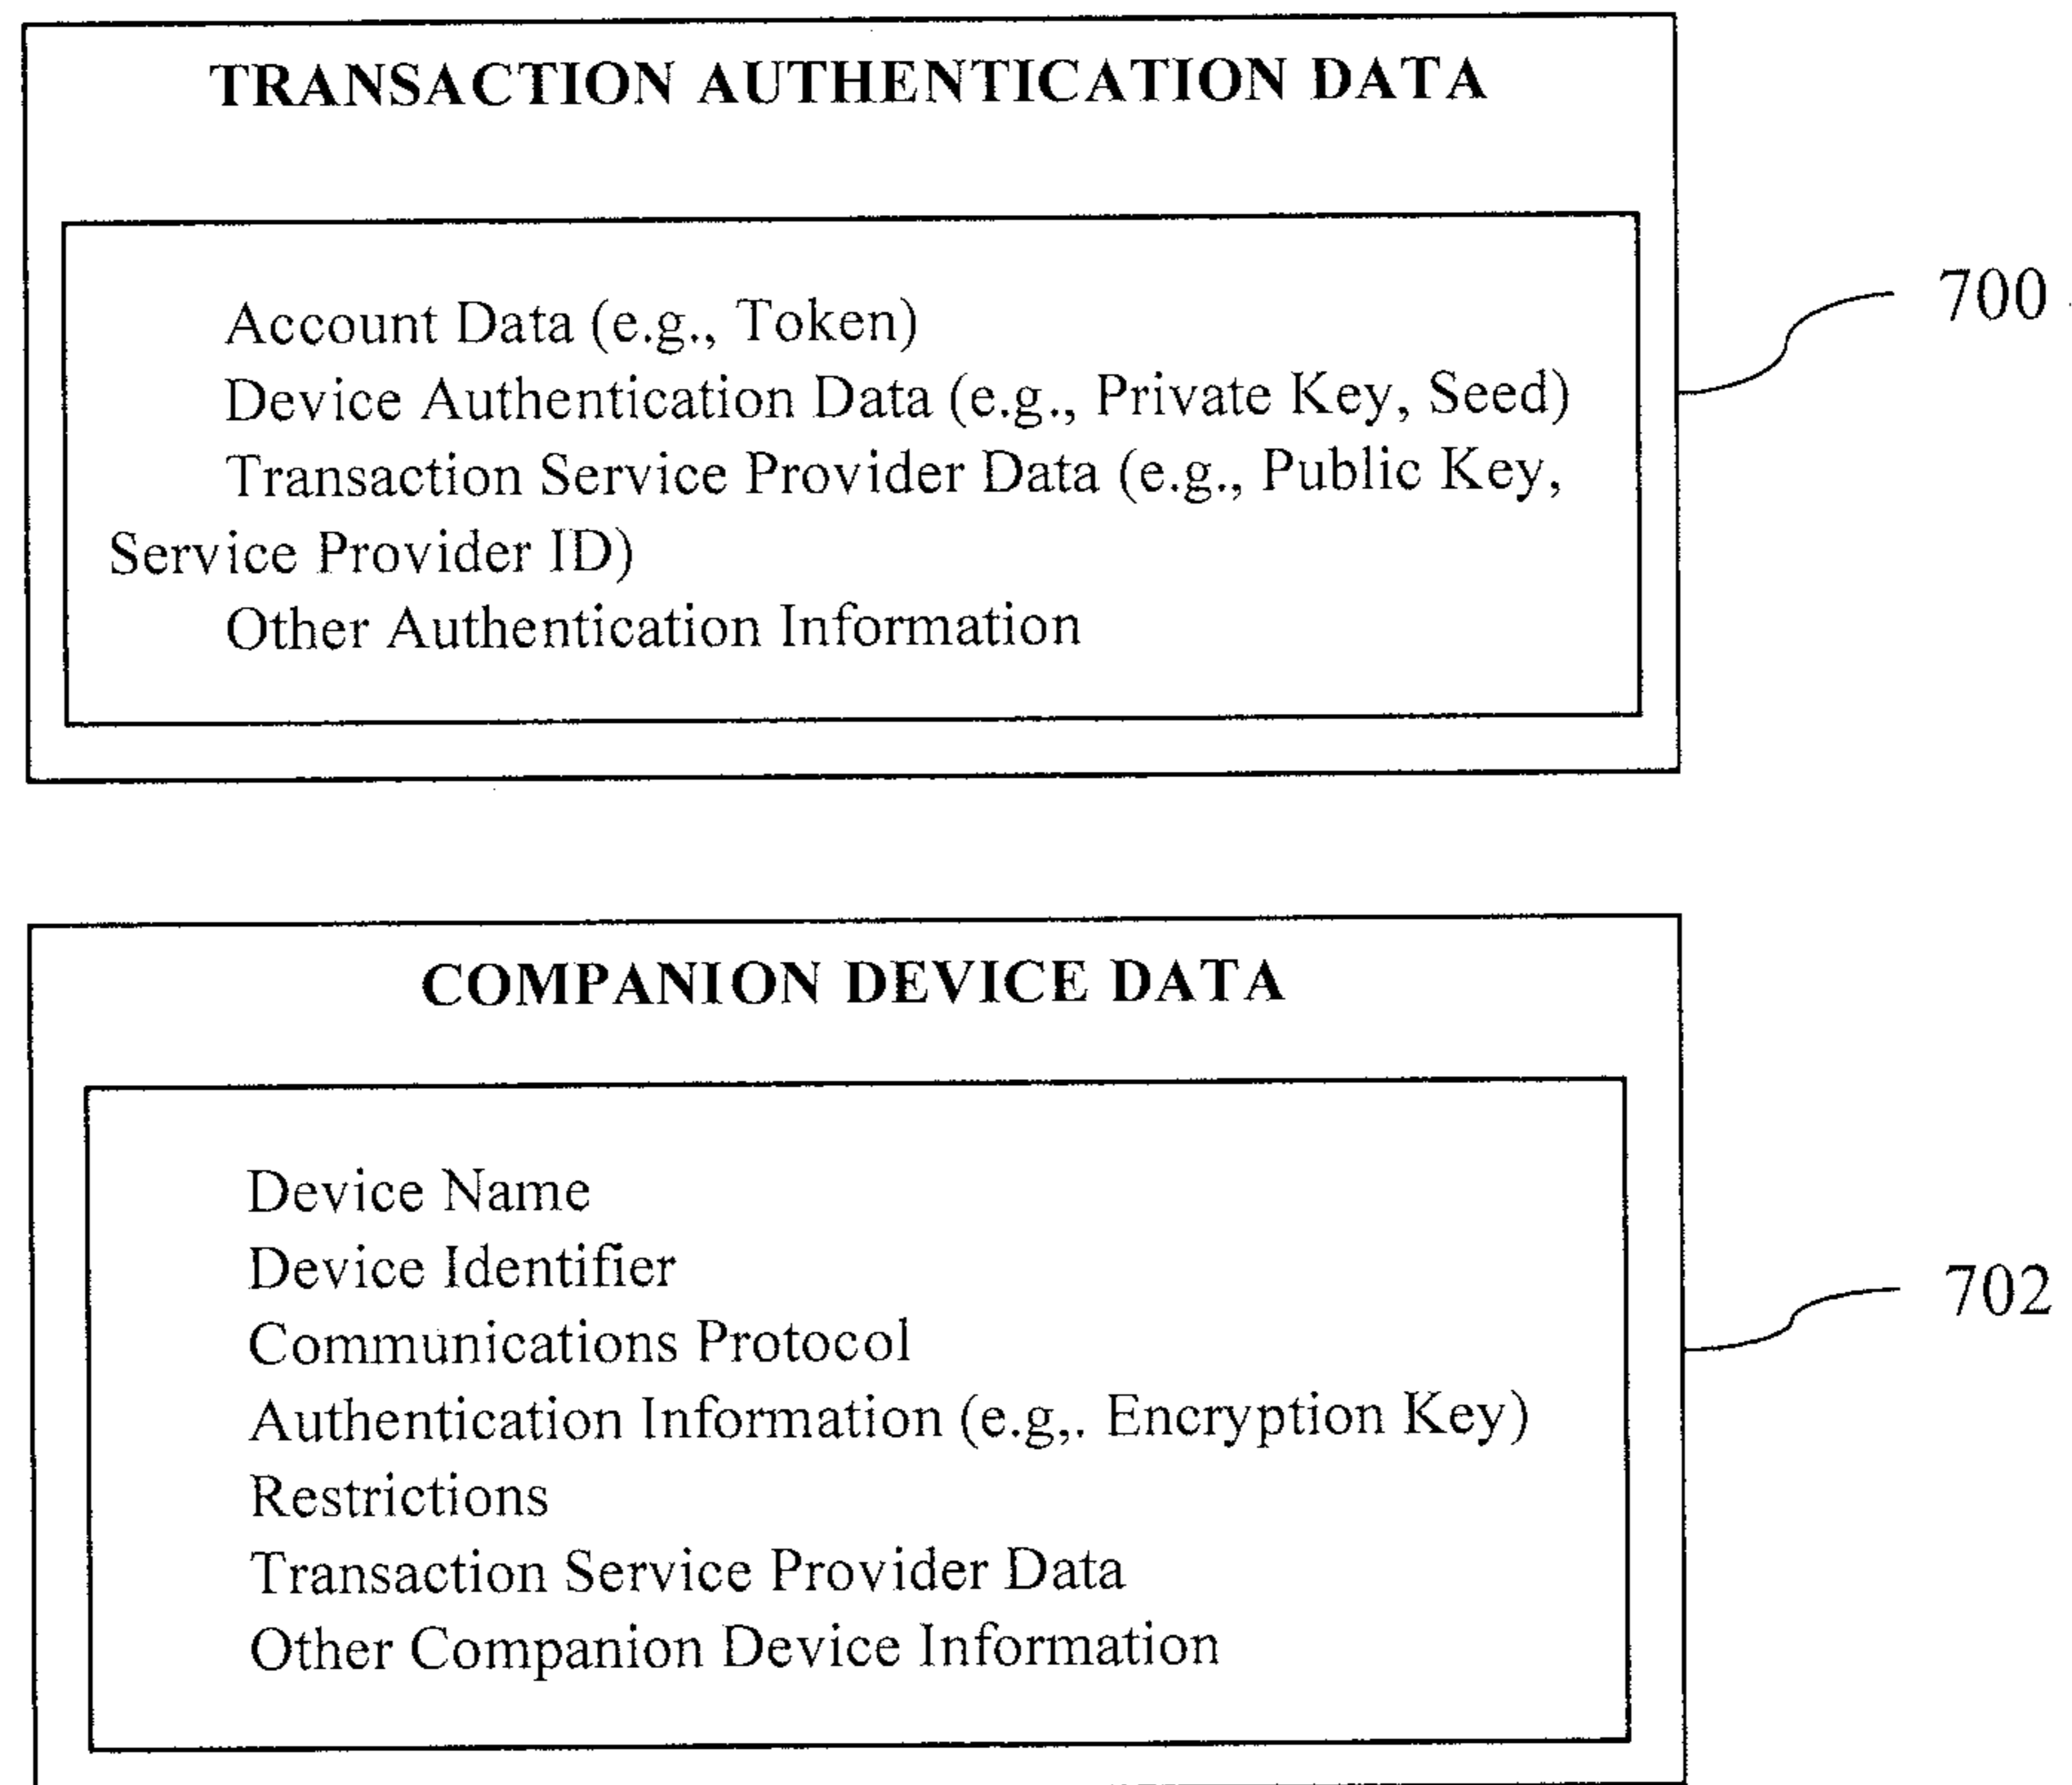 TRANSACTION AUTHENTICATION DATA
Account Data (e.g., Token)
Device Authentication Data (e.g., Private Key, Seed)
Transaction Service Provider Data (e.g., Public Key,
Service Provider ID)
Other Authentication Information
700
COMPANION DEVICE DATA
Device Name
Device Identifier
Communications Protocol
Authentication Information (e.g,. Encryption Key)
Restrictions
Transaction Service Provider Data
Other Companion Device Information
702